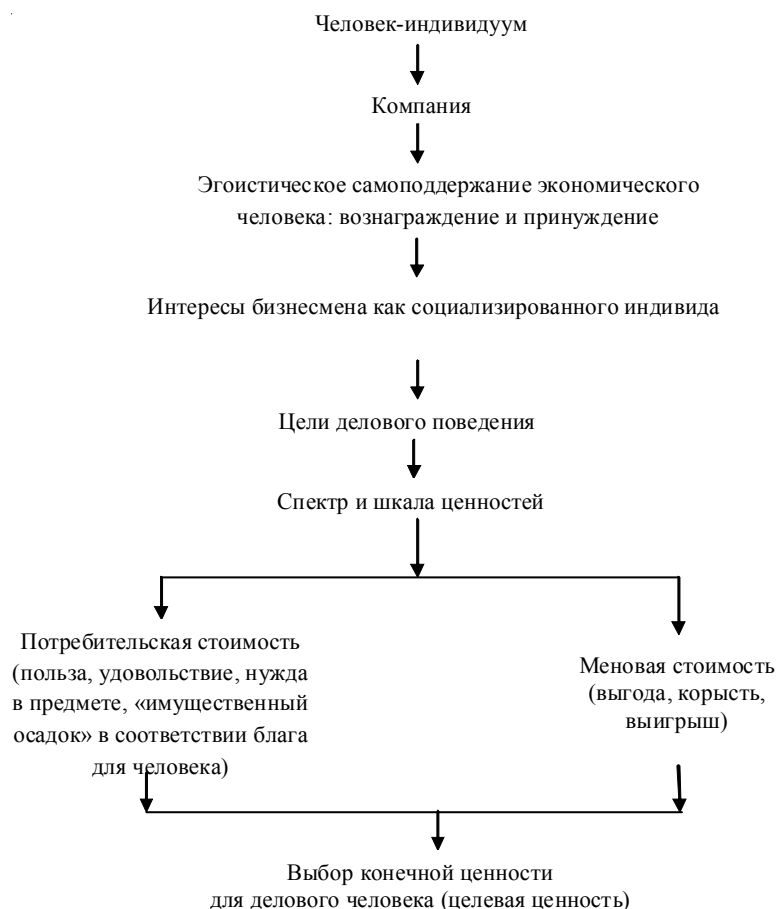 Человек-индивидуум
Компания
Эгоистическое самоподдержание экономического
человека: вознаграждение и принуждение
Интересы бизнесмена как социализированного индивида
Цели делового поведения
Спектр и шкала ценностей
Потребительская стоимость
(польза, удовольствие, нужда
в предмете, «имущественный
осадок» в соответствии блага
для человека)
Меновая стоимость
(выгода, корысть,
выигрыш)
Выбор конечной ценности
для делового человека (целевая ценность)